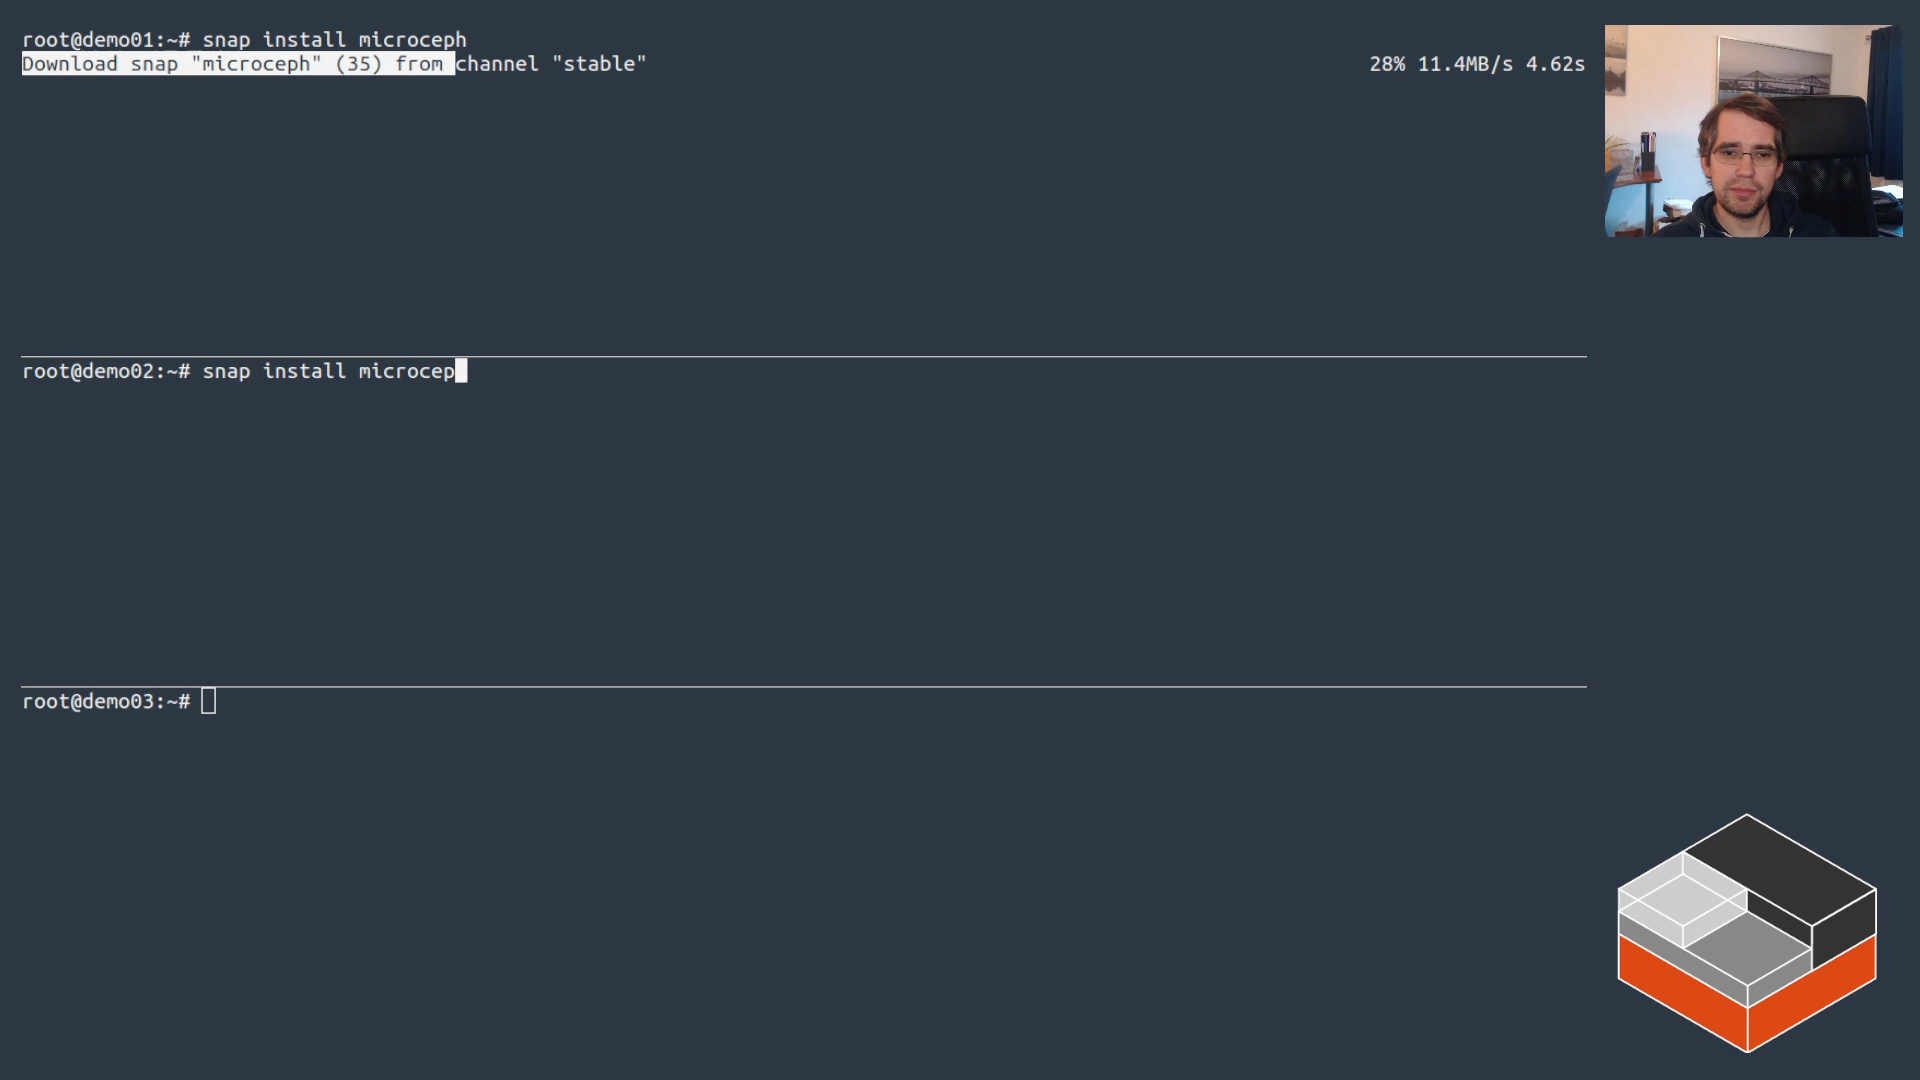 root@demo01:~# snap install microceph
Download snap "microceph" (35) from channel "stable" 28% 11.4MB/s 4.62s
root@demo02:~# snap install microcep
root@demo03:~#